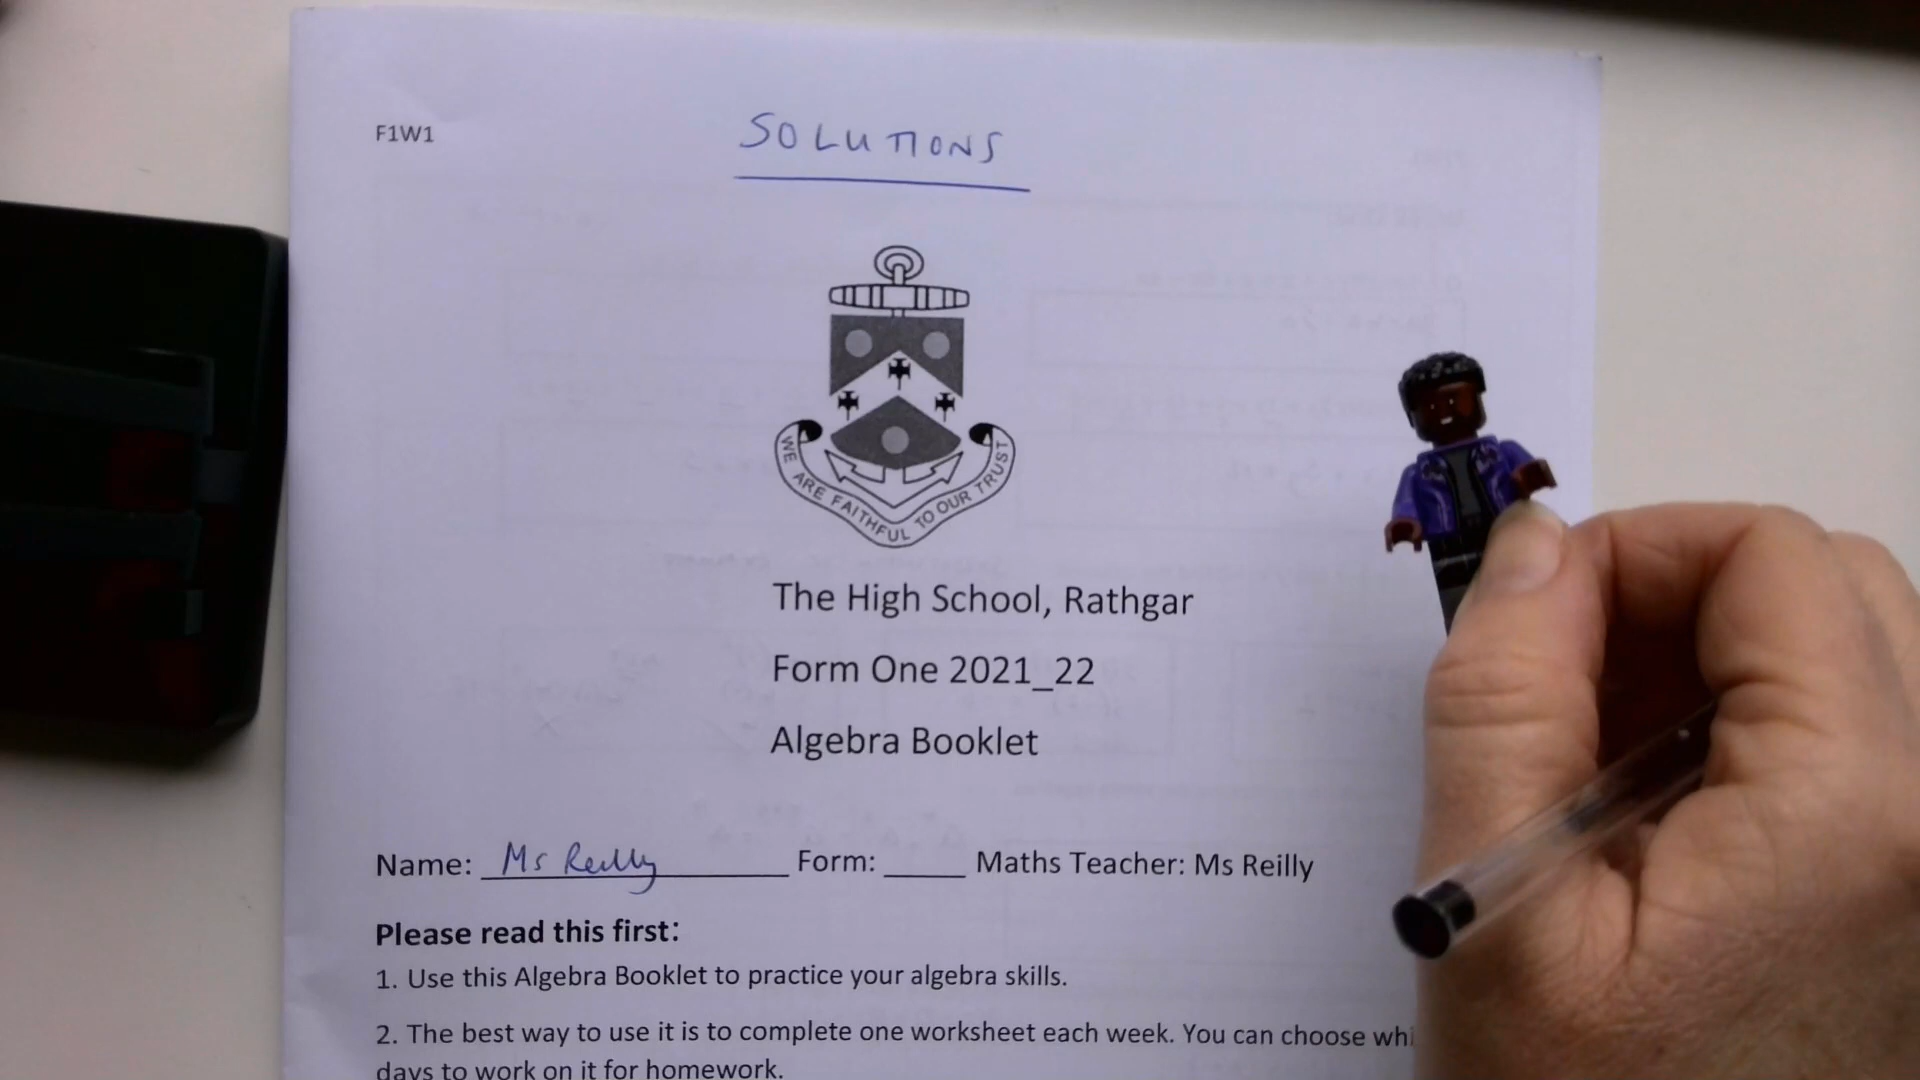 F1W1
SOLUTIONS
WE ARE FAITHFUL TO OUR TRUST
The High School, Rathgar
Form One 2021_22
Algebra Booklet
Name: Ms Reilly Form: _____ Maths Teacher: Ms Reilly
Please read this first:
1. Use this Algebra Booklet to practice your algebra skills.
2. The best way to use it is to complete one worksheet each week. You can choose
days to work on it for homework.